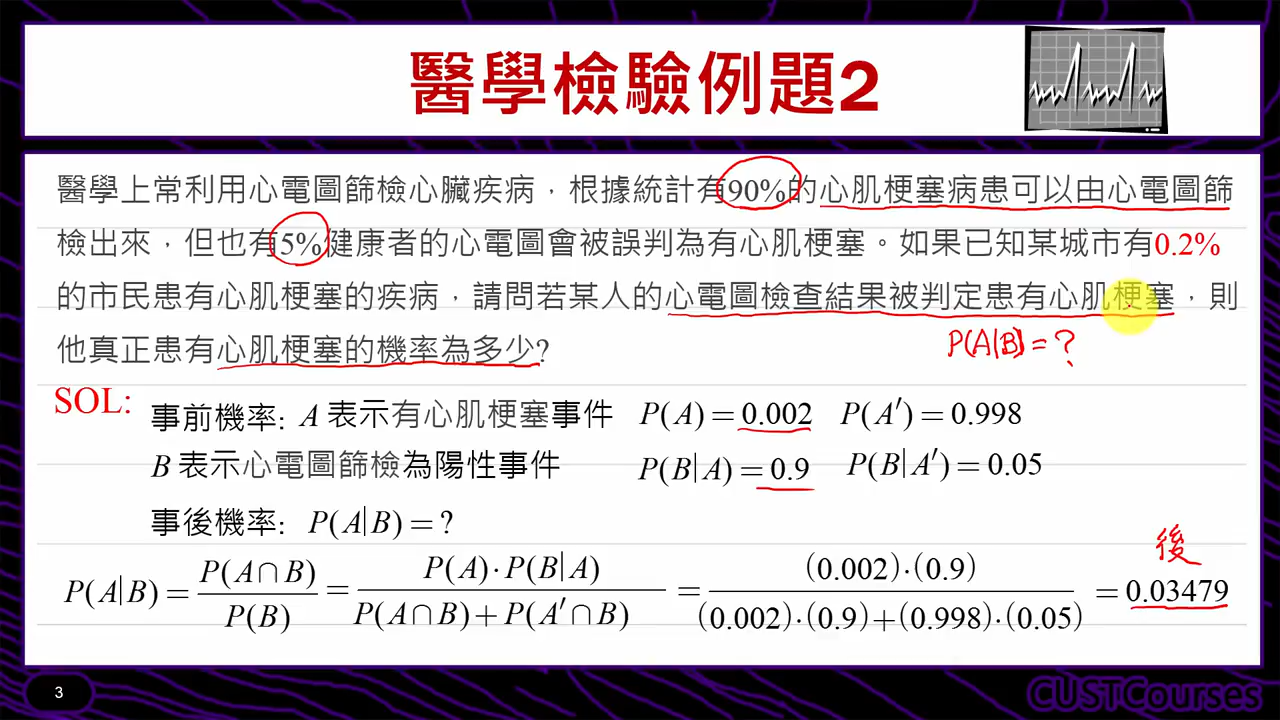 醫學檢驗例題2
醫學上常利用心電圖篩檢心臟疾病，根據統計有90%的心肌梗塞病患可以由心電圖篩
檢出來，但也有5%健康者的心電圖會被誤判為有心肌梗塞。如果已知某城市有0.2%
的市民患有心肌梗塞的疾病，請問若某人的心電圖檢查結果被判定患有心肌梗塞，則
他真正患有心肌梗塞的機率為多少?
P(A|B)=?
SOL:
事前機率: A 表示有心肌梗塞事件 P(A)=0.002 P(A′)=0.998
B 表示心電圖篩檢為陽性事件 P(B|A)=0.9 P(B|A′)=0.05
事後機率: P(A|B)=?
後
P(A|B)=P(A∩B)/P(B)=P(A)·P(B|A)/P(A∩B)+P(A′∩B)=(0.002)·(0.9)/(0.002)·(0.9)+(0.998)·(0.05)=0.03479
3
CUSTCourses